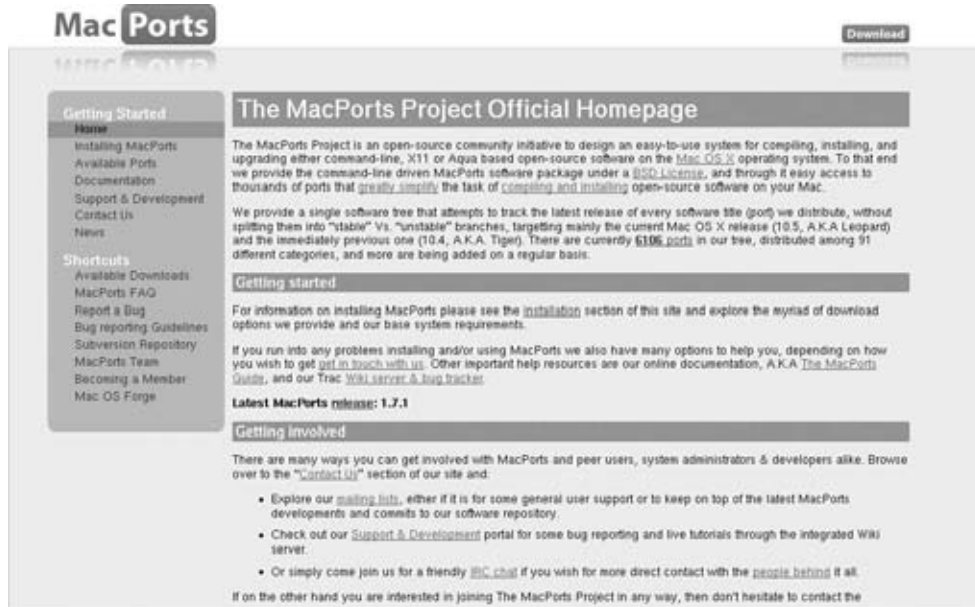 Mac Ports
Download
Getting Started
Home
Installing MacPorts
Available Ports
Documentation
Support & Development
Contact Us
News
Shortcuts
Available Downloads
MacPorts FAQ
Report a Bug
Bug reporting Guidelines
Subversion Repository
MacPorts Team
Becoming a Member
Mac OS Forge
The MacPorts Project Official Homepage
The MacPorts Project is an open-source community initiative to design an easy-to-use system for compiling, installing, and
upgrading either command-line, X11 or Aqua based open-source software on the Mac OS X operating system. To that end
we provide the command-line driven MacPorts software package under a BSD License, and through it easy access to
thousands of ports that greatly simplify the task of compiling and installing open-source software on your Mac.
We provide a single software tree that attempts to track the latest release of every software title (port) we distribute, without
splitting them into "stable" Vs. "unstable" branches, targetting mainly the current Mac OS X release (10.5, A.K.A Leopard)
and the immediately previous one (10.4, A.K.A. Tiger). There are currently 6106 ports in our tree, distributed among 91
different categories, and more are being added on a regular basis.
Getting started
For information on installing MacPorts please see the installation section of this site and explore the myriad of download
options we provide and our base system requirements.
If you run into any problems installing and/or using MacPorts we also have many options to help you, depending on how
you wish to get get in touch with us. Other important help resources are our online documentation, A.K.A The MacPorts
Guide, and our Trac Wiki server & bug tracker.
Latest MacPorts release: 1.7.1
Getting involved
There are many ways you can get involved with MacPorts and peer users, system administrators & developers alike. Browse
over to the "Contact Us" section of our site and:
• Explore our mailing lists, either if it is for some general user support or to keep on top of the latest MacPorts
developments and commits to our software repository.
• Check out our Support & Development portal for some bug reporting and live tutorials through the integrated Wiki
server.
• Or simply come join us for a friendly IRC chat if you wish for more direct contact with the people behind it all.
If on the other hand you are interested in joining The MacPorts Project in any way, then don't hesitate to contact the